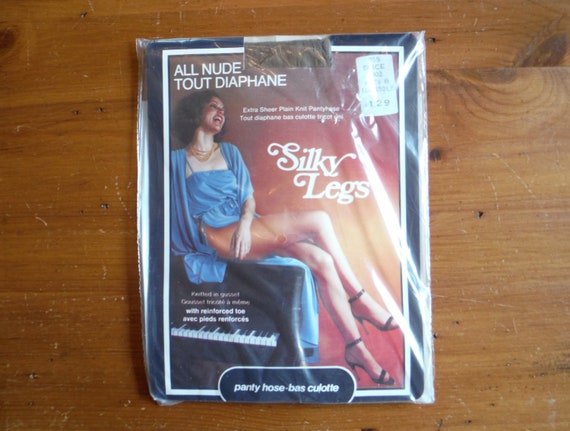 ALL NUDE
TOUT DIAPHANE
Extra Sheer Plain Knit Pantyhose
Tout diaphane bas culotte tricot uni
Silky
Legs
Knitted in gusset
Gousset tricoté à même
with reinforced toe
avec pieds renforcés
panty hose-bas culotte